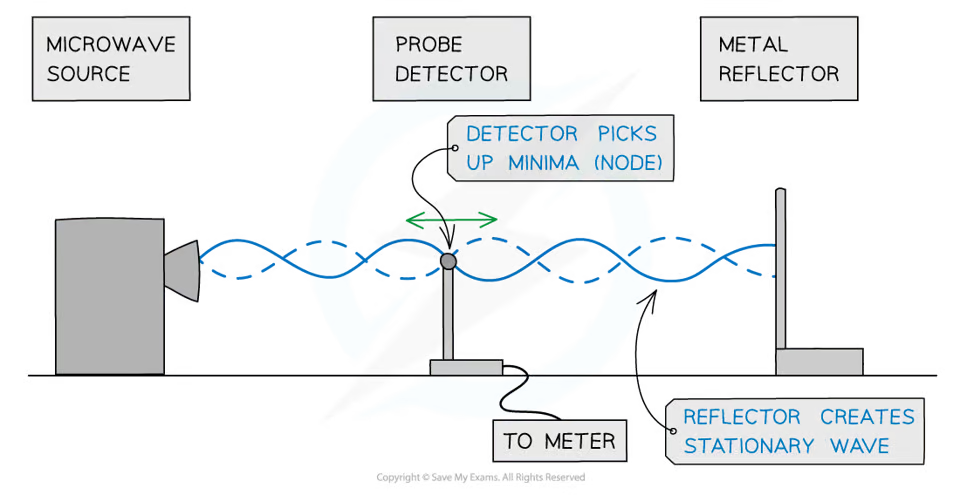 MICROWAVE
SOURCE
PROBE
DETECTOR
METAL
REFLECTOR
DETECTOR PICKS
UP MINIMA (NODE)
REFLECTOR CREATES
STATIONARY WAVE
TO METER
Copyright © Save My Exams. All Rights Reserved